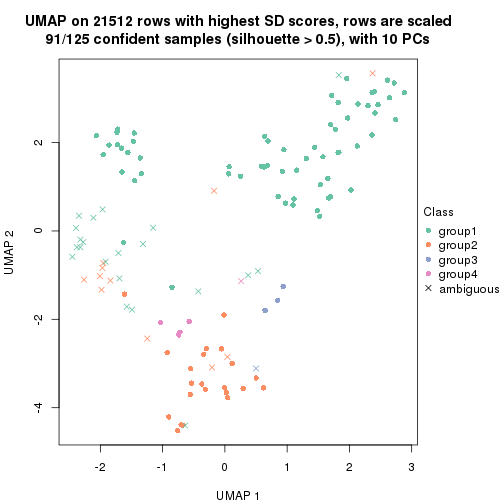 UMAP on 21512 rows with highest SD scores, rows are scaled
91/125 confident samples (silhouette > 0.5), with 10 PCs
UMAP 2
2
0
-2
-4
-2
-1
0
1
2
3
UMAP 1
Class
group1
group2
group3
group4
ambiguous